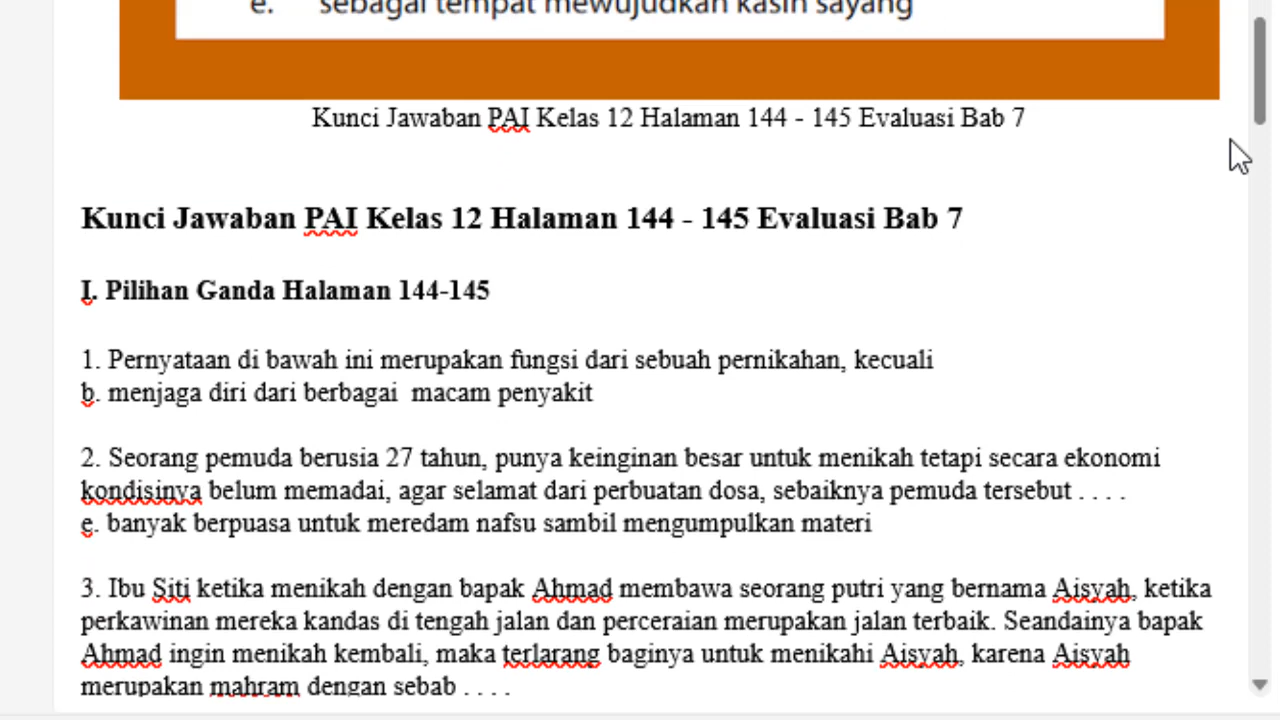 e. sebagai tempat mewujudkan kasih sayang
Kunci Jawaban PAI Kelas 12 Halaman 144 - 145 Evaluasi Bab 7
Kunci Jawaban PAI Kelas 12 Halaman 144 - 145 Evaluasi Bab 7
I. Pilihan Ganda Halaman 144-145
1. Pernyataan di bawah ini merupakan fungsi dari sebuah pernikahan, kecuali
b. menjaga diri dari berbagai  macam penyakit
2. Seorang pemuda berusia 27 tahun, punya keinginan besar untuk menikah tetapi secara ekonomi
kondisinya belum memadai, agar selamat dari perbuatan dosa, sebaiknya pemuda tersebut . . . .
e. banyak berpuasa untuk meredam nafsu sambil mengumpulkan materi
3. Ibu Siti ketika menikah dengan bapak Ahmad membawa seorang putri yang bernama Aisyah, ketika
perkawinan mereka kandas di tengah jalan dan perceraian merupakan jalan terbaik. Seandainya bapak
Ahmad ingin menikah kembali, maka terlarang baginya untuk menikahi Aisyah, karena Aisyah
merupakan mahram dengan sebab . . . .